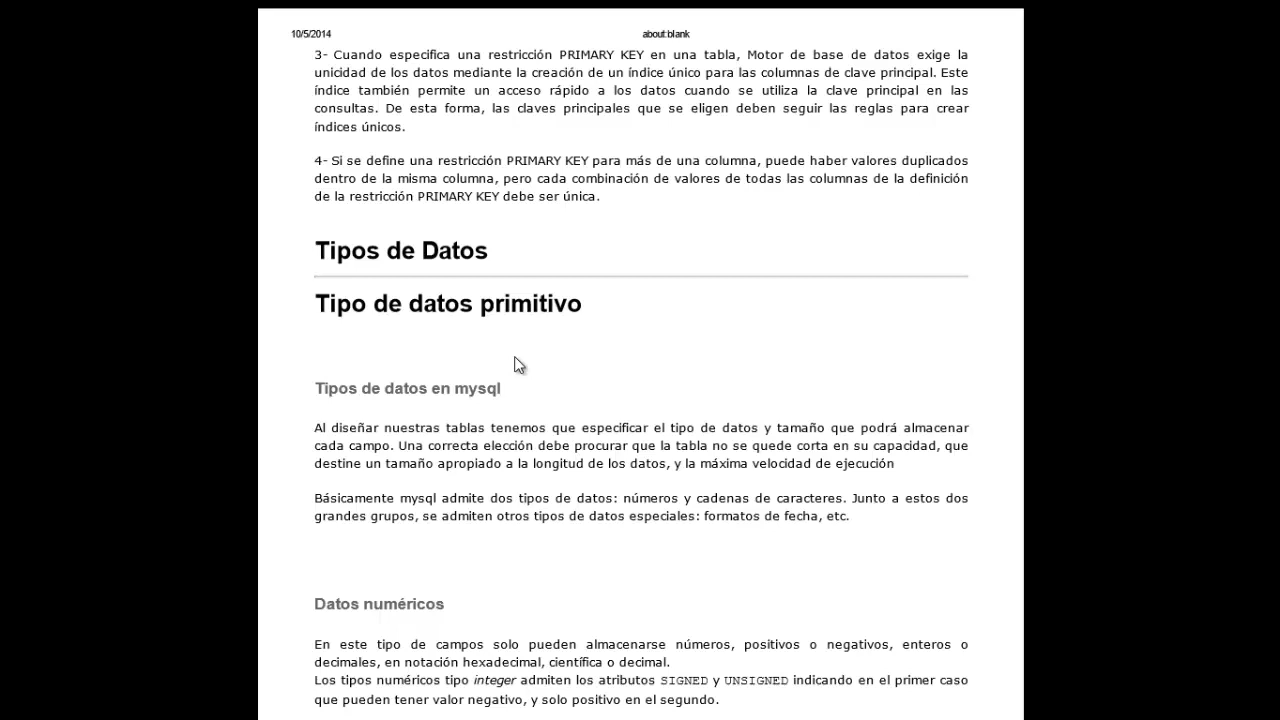 10/5/2014 about:blank
3- Cuando especifica una restricción PRIMARY KEY en una tabla, Motor de base de datos exige la
unicidad de los datos mediante la creación de un índice único para las columnas de clave principal. Este
índice también permite un acceso rápido a los datos cuando se utiliza la clave principal en las
consultas. De esta forma, las claves principales que se eligen deben seguir las reglas para crear
índices únicos.
4- Si se define una restricción PRIMARY KEY para más de una columna, puede haber valores duplicados
dentro de la misma columna, pero cada combinación de valores de todas las columnas de la definición
de la restricción PRIMARY KEY debe ser única.
Tipos de Datos
Tipo de datos primitivo
Tipos de datos en mysql
Al diseñar nuestras tablas tenemos que especificar el tipo de datos y tamaño que podrá almacenar
cada campo. Una correcta elección debe procurar que la tabla no se quede corta en su capacidad, que
destine un tamaño apropiado a la longitud de los datos, y la máxima velocidad de ejecución
Básicamente mysql admite dos tipos de datos: números y cadenas de caracteres. Junto a estos dos
grandes grupos, se admiten otros tipos de datos especiales: formatos de fecha, etc.
Datos numéricos
En este tipo de campos solo pueden almacenarse números, positivos o negativos, enteros o
decimales, en notación hexadecimal, científica o decimal.
Los tipos numéricos tipo integer admiten los atributos SIGNED y UNSIGNED indicando en el primer caso
que pueden tener valor negativo, y solo positivo en el segundo.